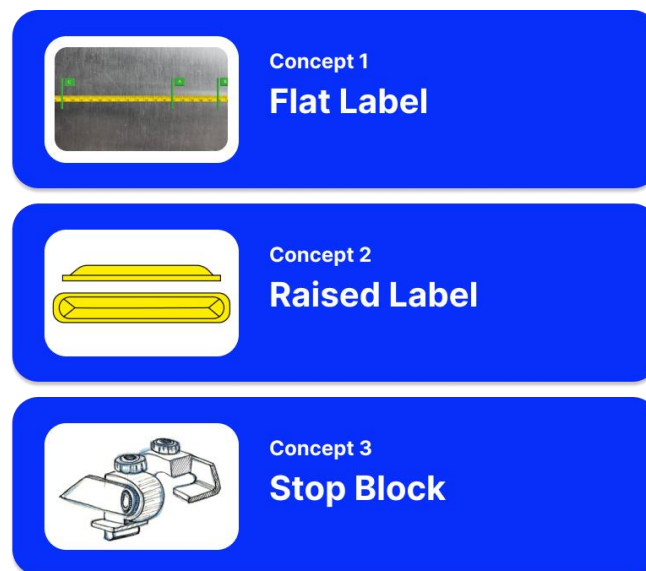 Concept 1
Flat Label
Concept 2
Raised Label
Concept 3
Stop Block